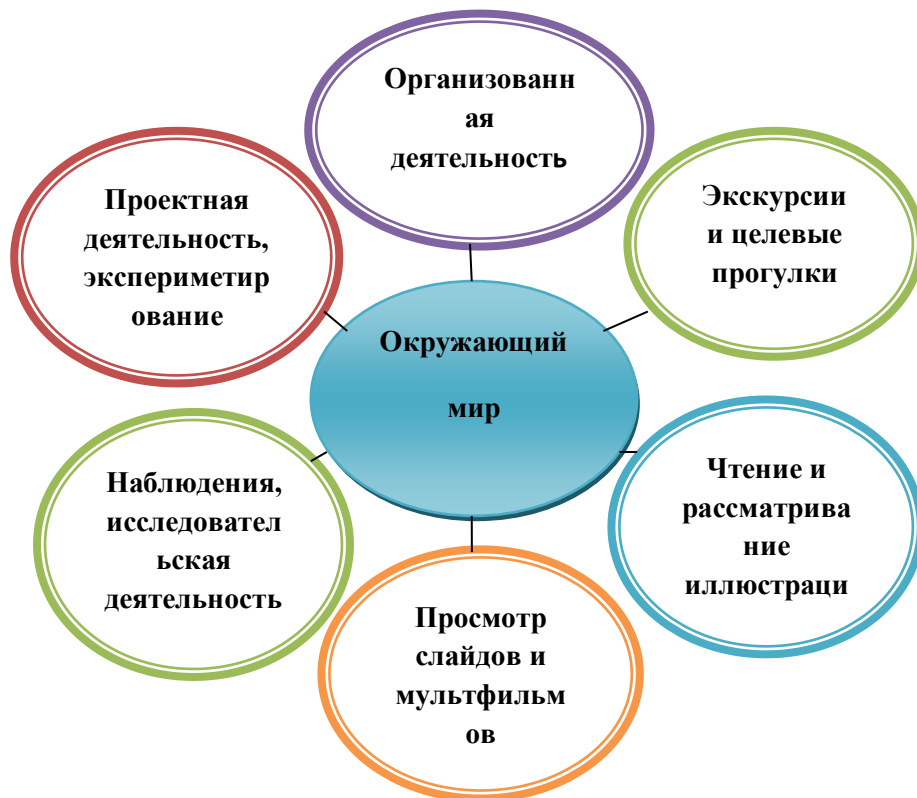 Организованн
ая
деятельность
Проектная
деятельность,
экспериметир
ование
Экскурсии
и целевые
прогулки
Окружающий
мир
Наблюдения,
исследовател
ьская
деятельность
Чтение и
рассматрива
ние
иллюстраци
Просмотр
слайдов и
мультфильм
ов